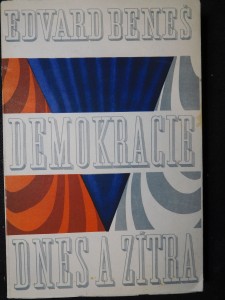 EDVARD BENEŠ
DEMOKRACIE
DNES A ZÍTRA